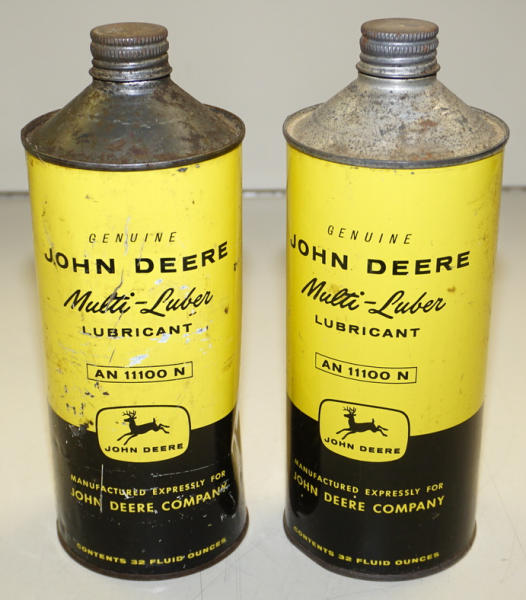 GENUINE
JOHN DEERE
Multi-Luber
LUBRICANT
AN 11100 N
JOHN DEERE
MANUFACTURED EXPRESSLY FOR
JOHN DEERE, COMPANY
CONTENTS 32 FLUID OUNCES
GENUINE
JOHN DEERE
Multi-Luber
LUBRICANT
AN 11100 N
JOHN DEERE
MANUFACTURED EXPRESSLY FOR
JOHN DEERE COMPANY
CONTENTS 32 FLUID OUNCES